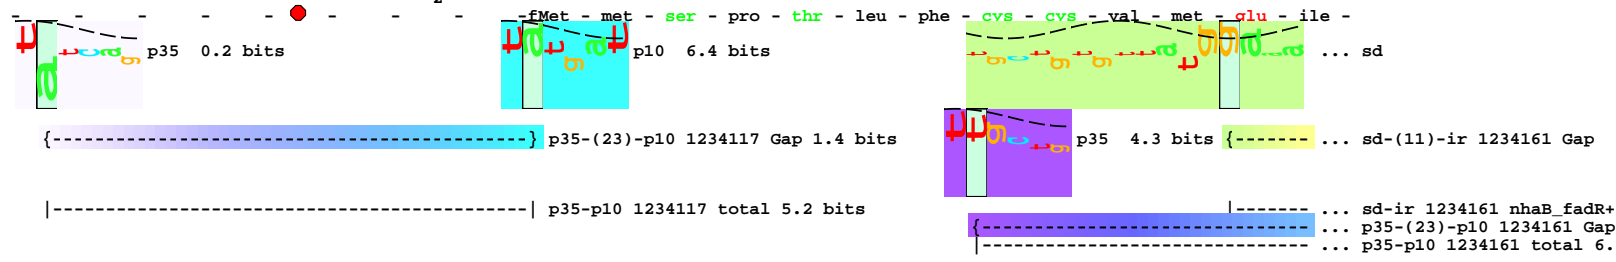 - - - - - - - - -fMet - met - ser - pro - thr - leu - phe - cys - cys - val - met - glu - ile -
t a t c a g p35 0.2 bits
t a t g a t p10 6.4 bits
... sd
{-----------------------------------------------} p35-(23)-p10 1234117 Gap 1.4 bits
t t g c t g p35 4.3 bits
{------- ... sd-(11)-ir 1234161 Gap
|-----------------------------------------------| p35-p10 1234117 total 5.2 bits
|------- ... sd-ir 1234161 nhaB_fadR+
{------------------------------- ... p35-(23)-p10 1234161 Gap
|------------------------------- ... p35-p10 1234161 total 6.